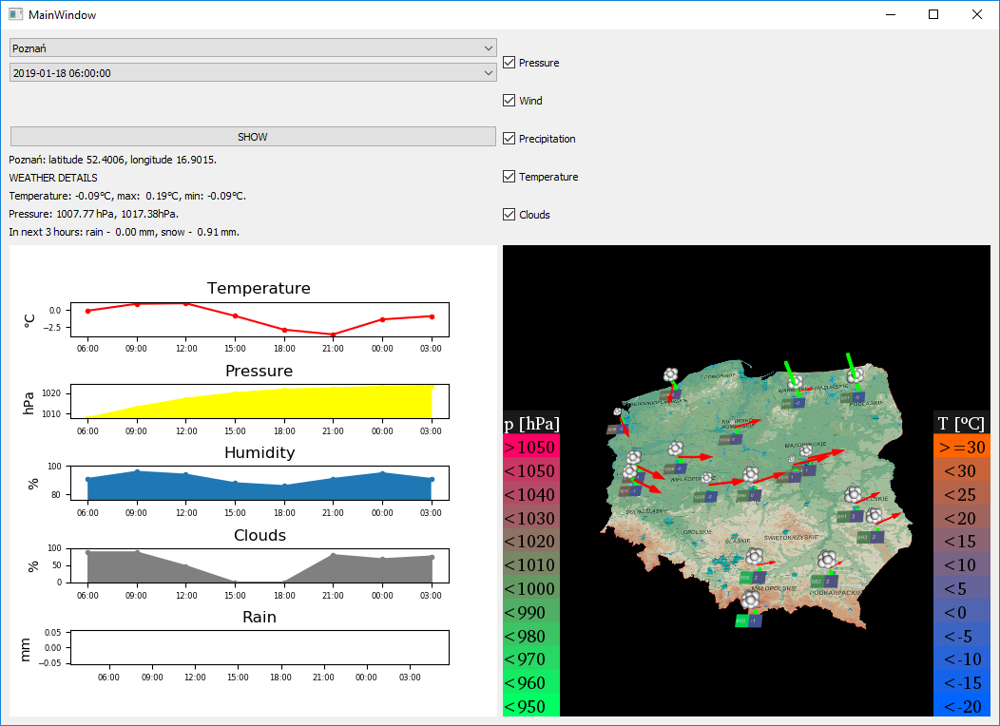 MainWindow
Poznań
2019-01-18 06:00:00
SHOW
Poznań: latitude 52.4006, longitude 16.9015.
WEATHER DETAILS
Temperature: -0.09°C, max: 0.19°C, min: -0.09°C.
Pressure: 1007.77 hPa, 1017.38hPa.
In next 3 hours: rain - 0.00 mm, snow - 0.91 mm.
Pressure
Wind
Precipitation
Temperature
Clouds
Temperature
°C
0.0
−2.5
06:00 09:00 12:00 15:00 18:00 21:00 00:00 03:00
Pressure
hPa
1020
1010
06:00 09:00 12:00 15:00 18:00 21:00 00:00 03:00
Humidity
%
100
80
06:00 09:00 12:00 15:00 18:00 21:00 00:00 03:00
Clouds
%
100
50
0
06:00 09:00 12:00 15:00 18:00 21:00 00:00 03:00
Rain
mm
0.05
0.00
−0.05
06:00 09:00 12:00 15:00 18:00 21:00 00:00 03:00
p [hPa]
>1050
<1050
<1040
<1030
<1020
<1010
<1000
<990
<980
<970
<960
<950
MAZOWIECKIE
DOLNOŚLĄSKIE
OPOLSKIE
ŚLĄSKIE
ŚWIĘTOKRZYSKIE
MAŁOPOLSKIE
PODKARPACKIE
PODLASKIE
T [ºC]
>=30
<30
<25
<20
<15
<10
<5
<0
<-5
<-10
<-15
<-20